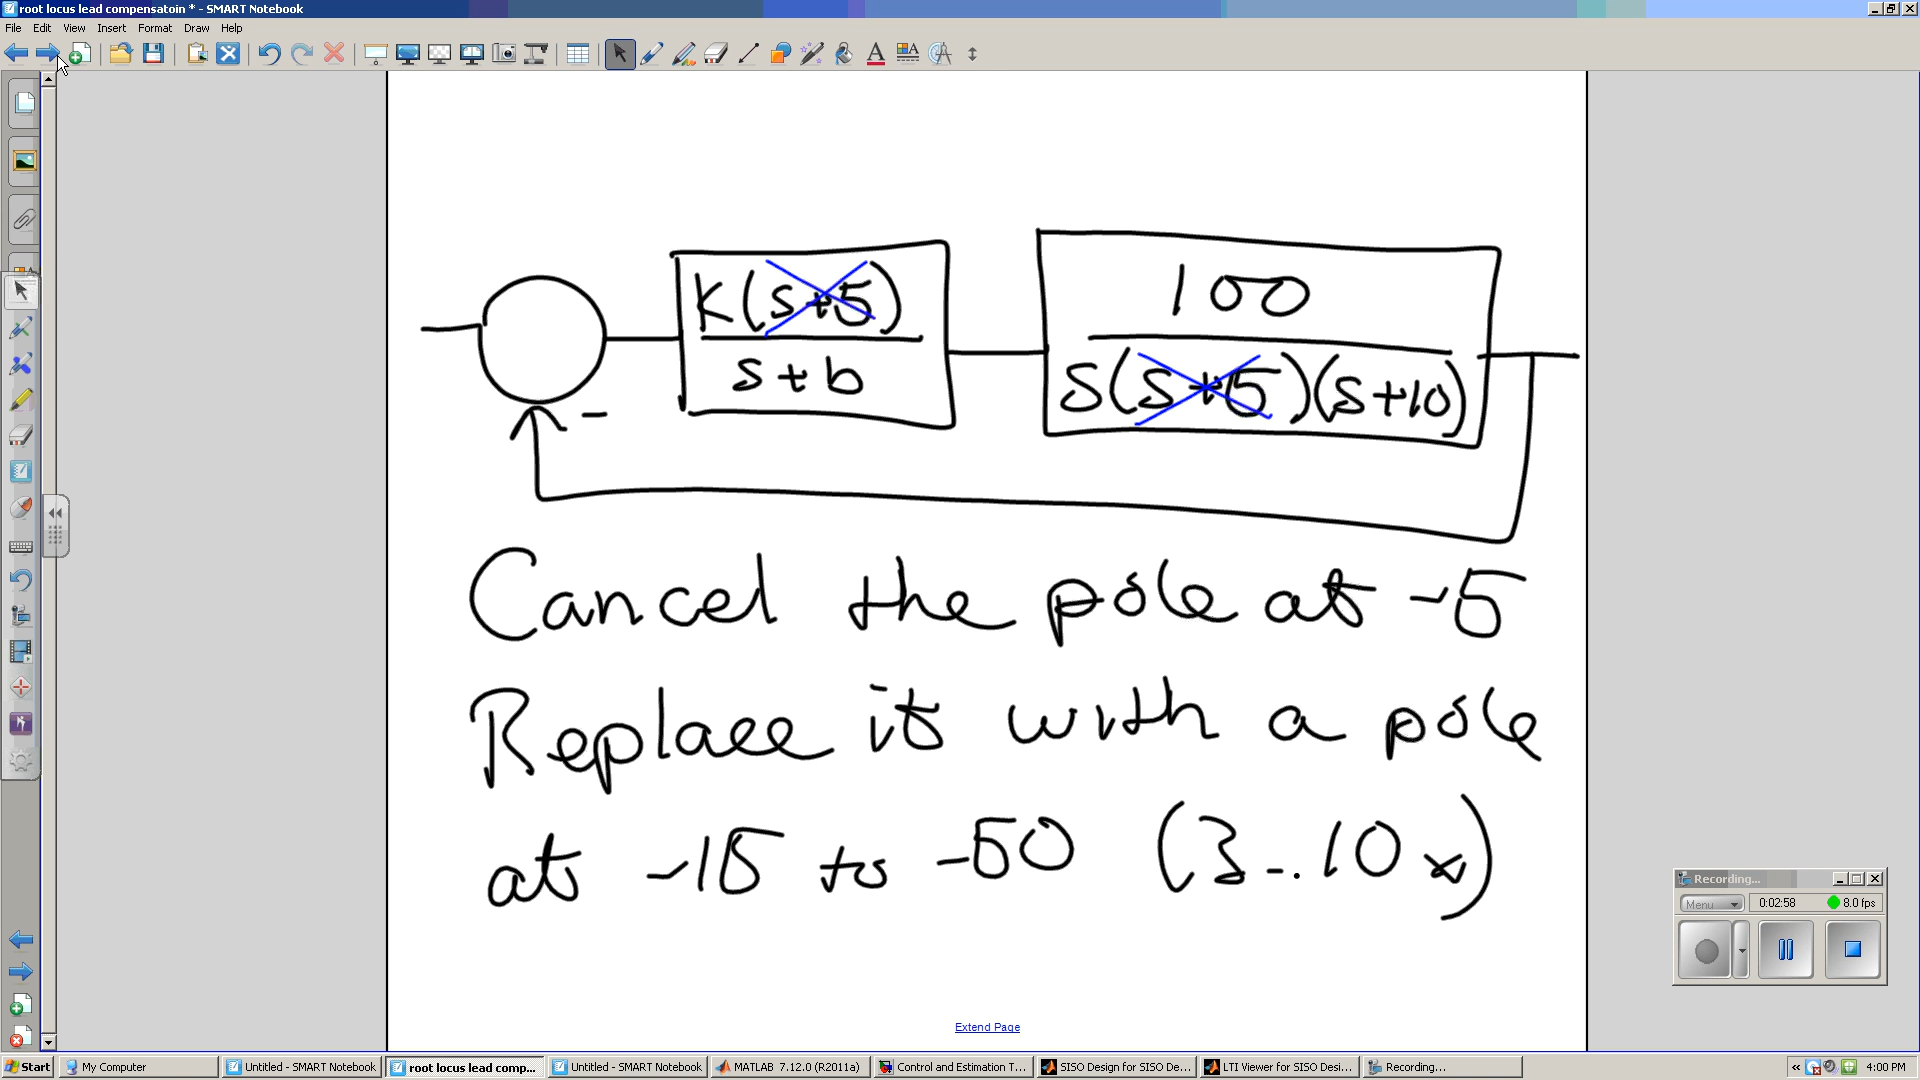 root locus lead compensatoin * - SMART Notebook
File Edit View Insert Format Draw Help
K(s+5)
s+b
100
s(s+5)(s+10)
-
Cancel the pole at -5
Replace it with a pole
at -15 to -50 (3-.10x)
Extend Page
Recording...
Menu 0:02:58 8.0 fps
Start My Computer Untitled - SMART Notebook root locus lead comp... Untitled - SMART Notebook MATLAB 7.12.0 (R2011a) Control and Estimation T... SISO Design for SISO De... LTI Viewer for SISO Desi... Recording... « 4:00 PM